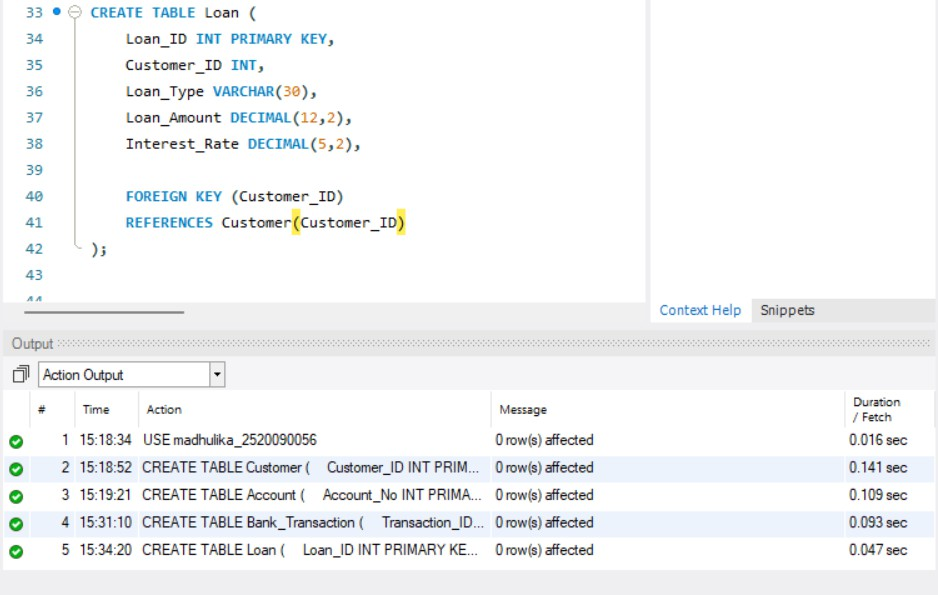 33 CREATE TABLE Loan (
34 Loan_ID INT PRIMARY KEY,
35 Customer_ID INT,
36 Loan_Type VARCHAR(30),
37 Loan_Amount DECIMAL(12,2),
38 Interest_Rate DECIMAL(5,2),
39
40 FOREIGN KEY (Customer_ID)
41 REFERENCES Customer(Customer_ID)
42 );
43
44
Context Help Snippets
Output
Action Output
# Time Action Message Duration / Fetch
1 15:18:34 USE madhulika_2520090056 0 row(s) affected 0.016 sec
2 15:18:52 CREATE TABLE Customer ( Customer_ID INT PRIM... 0 row(s) affected 0.141 sec
3 15:19:21 CREATE TABLE Account ( Account_No INT PRIMA... 0 row(s) affected 0.109 sec
4 15:31:10 CREATE TABLE Bank_Transaction ( Transaction_ID... 0 row(s) affected 0.093 sec
5 15:34:20 CREATE TABLE Loan ( Loan_ID INT PRIMARY KE... 0 row(s) affected 0.047 sec